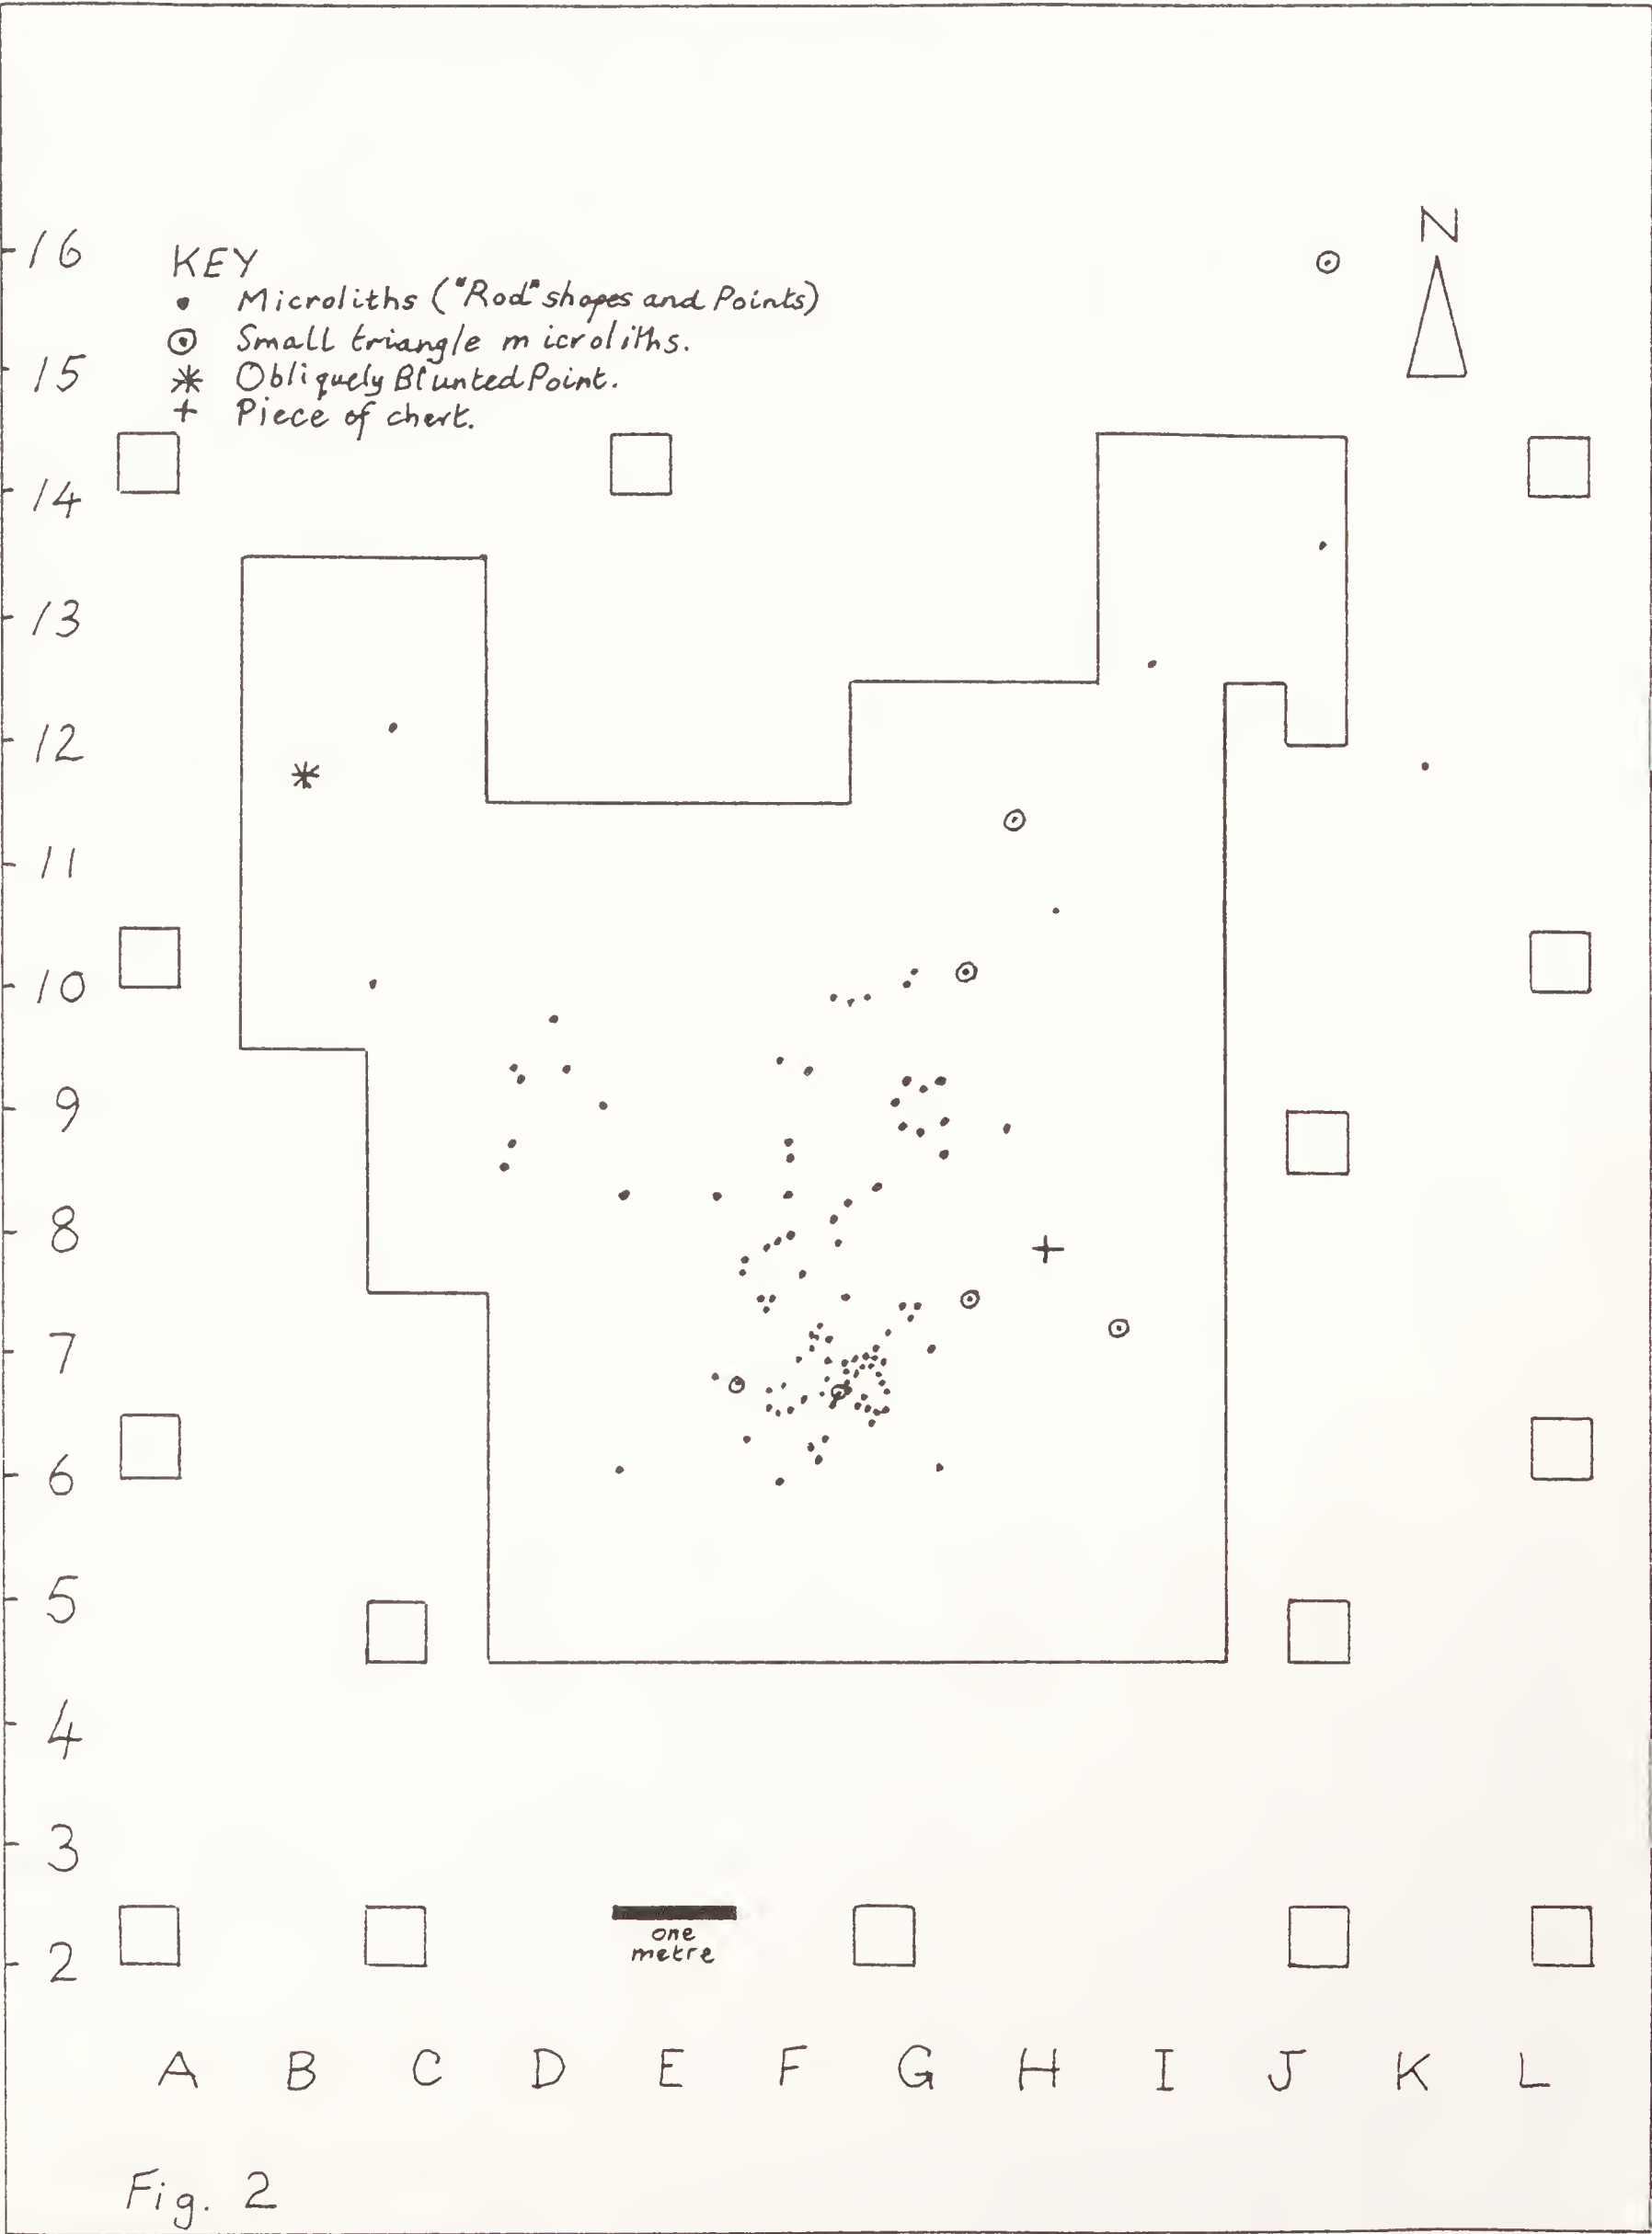 N
16
KEY
• Microliths ("Rod" shapes and Points)
⊙ Small triangle microliths.
15
✳ Obliquely Blunted Point.
+ Piece of chert.
14
13
12
11
10
9
8
7
6
5
4
3
one
metre
2
A B C D E F G H I J K L
Fig. 2